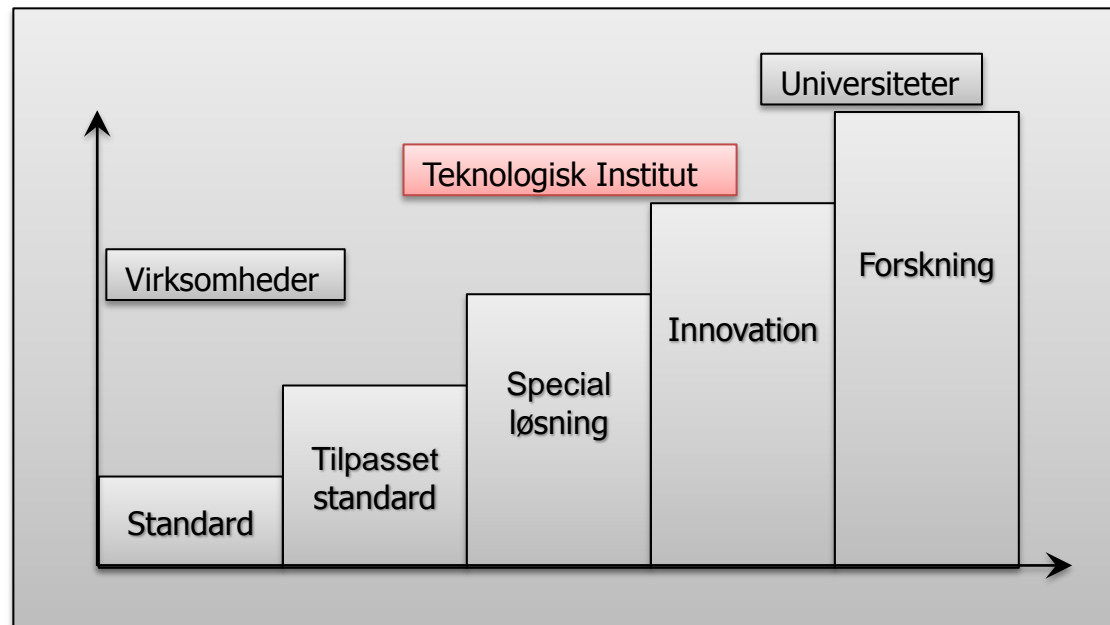 Universiteter
Teknologisk Institut
Virksomheder
Forskning
Innovation
Special
løsning
Tilpasset
standard
Standard